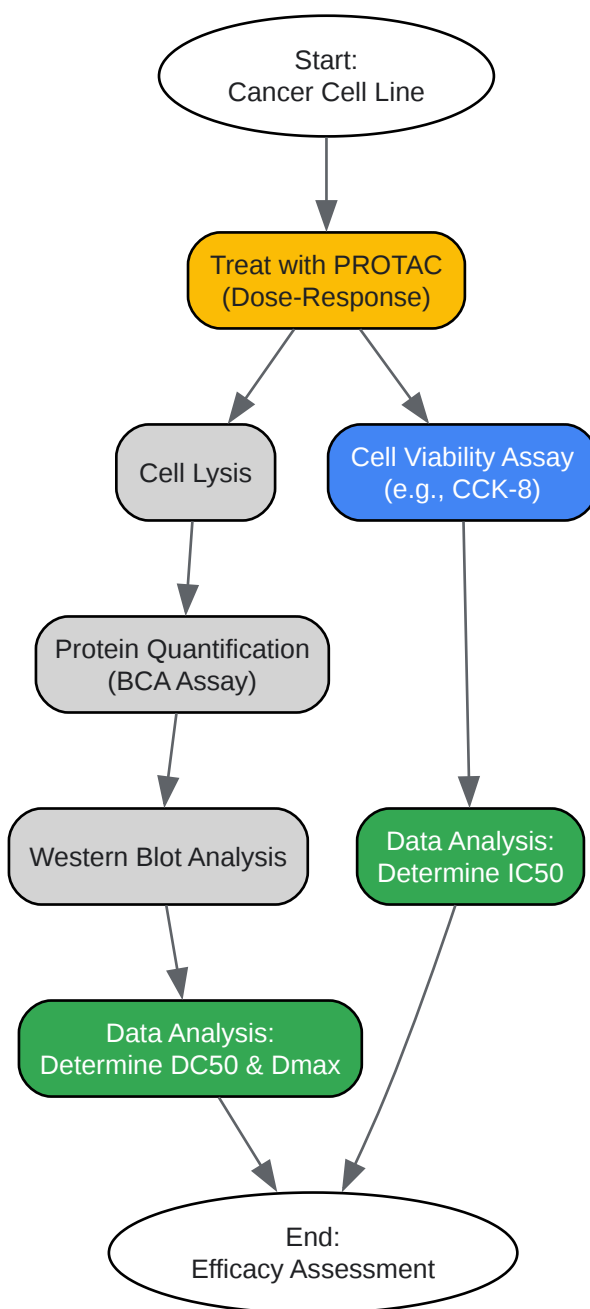 Start:
Cancer Cell Line
Treat with PROTAC
(Dose-Response)
Cell Lysis
Cell Viability Assay
(e.g., CCK-8)
Protein Quantification
(BCA Assay)
Western Blot Analysis
Data Analysis:
Determine IC50
Data Analysis:
Determine DC50 & Dmax
End:
Efficacy Assessment